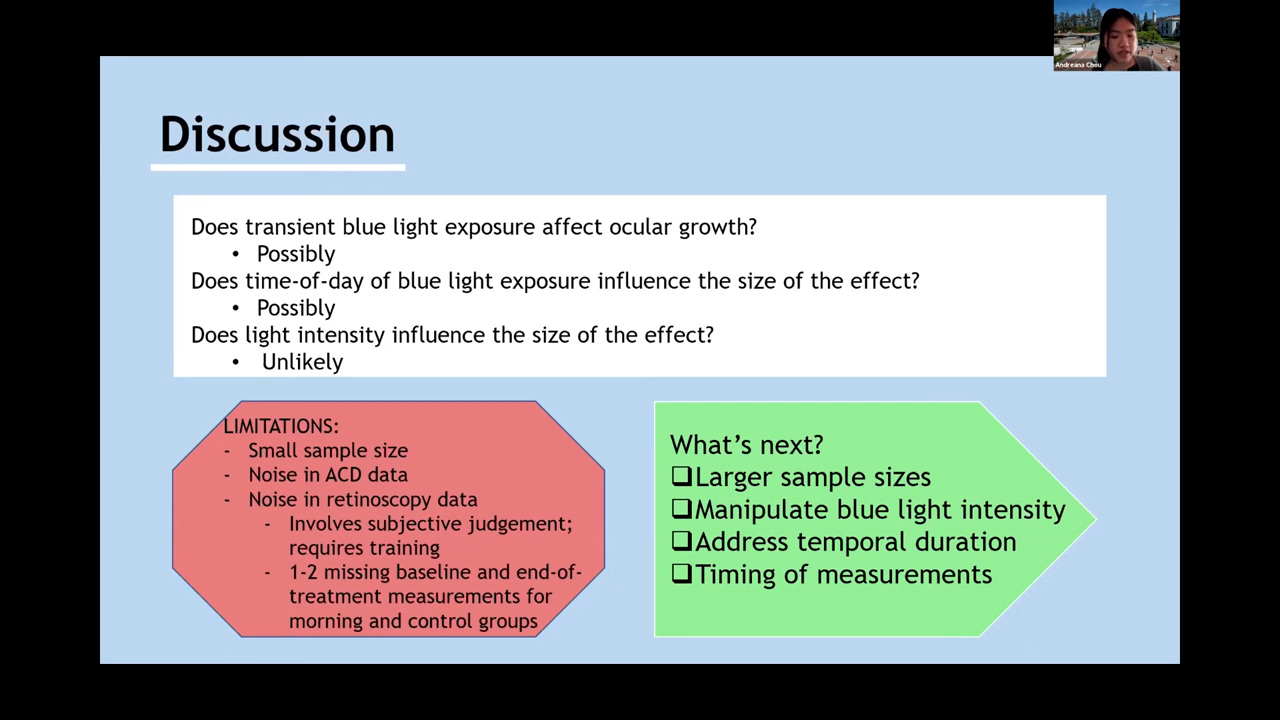 Andreana Chou
Discussion
Does transient blue light exposure affect ocular growth?
• Possibly
Does time-of-day of blue light exposure influence the size of the effect?
• Possibly
Does light intensity influence the size of the effect?
• Unlikely
LIMITATIONS:
- Small sample size
- Noise in ACD data
- Noise in retinoscopy data
- Involves subjective judgement;
requires training
- 1-2 missing baseline and end-of-
treatment measurements for
morning and control groups
What's next?
❑Larger sample sizes
❑Manipulate blue light intensity
❑Address temporal duration
❑Timing of measurements